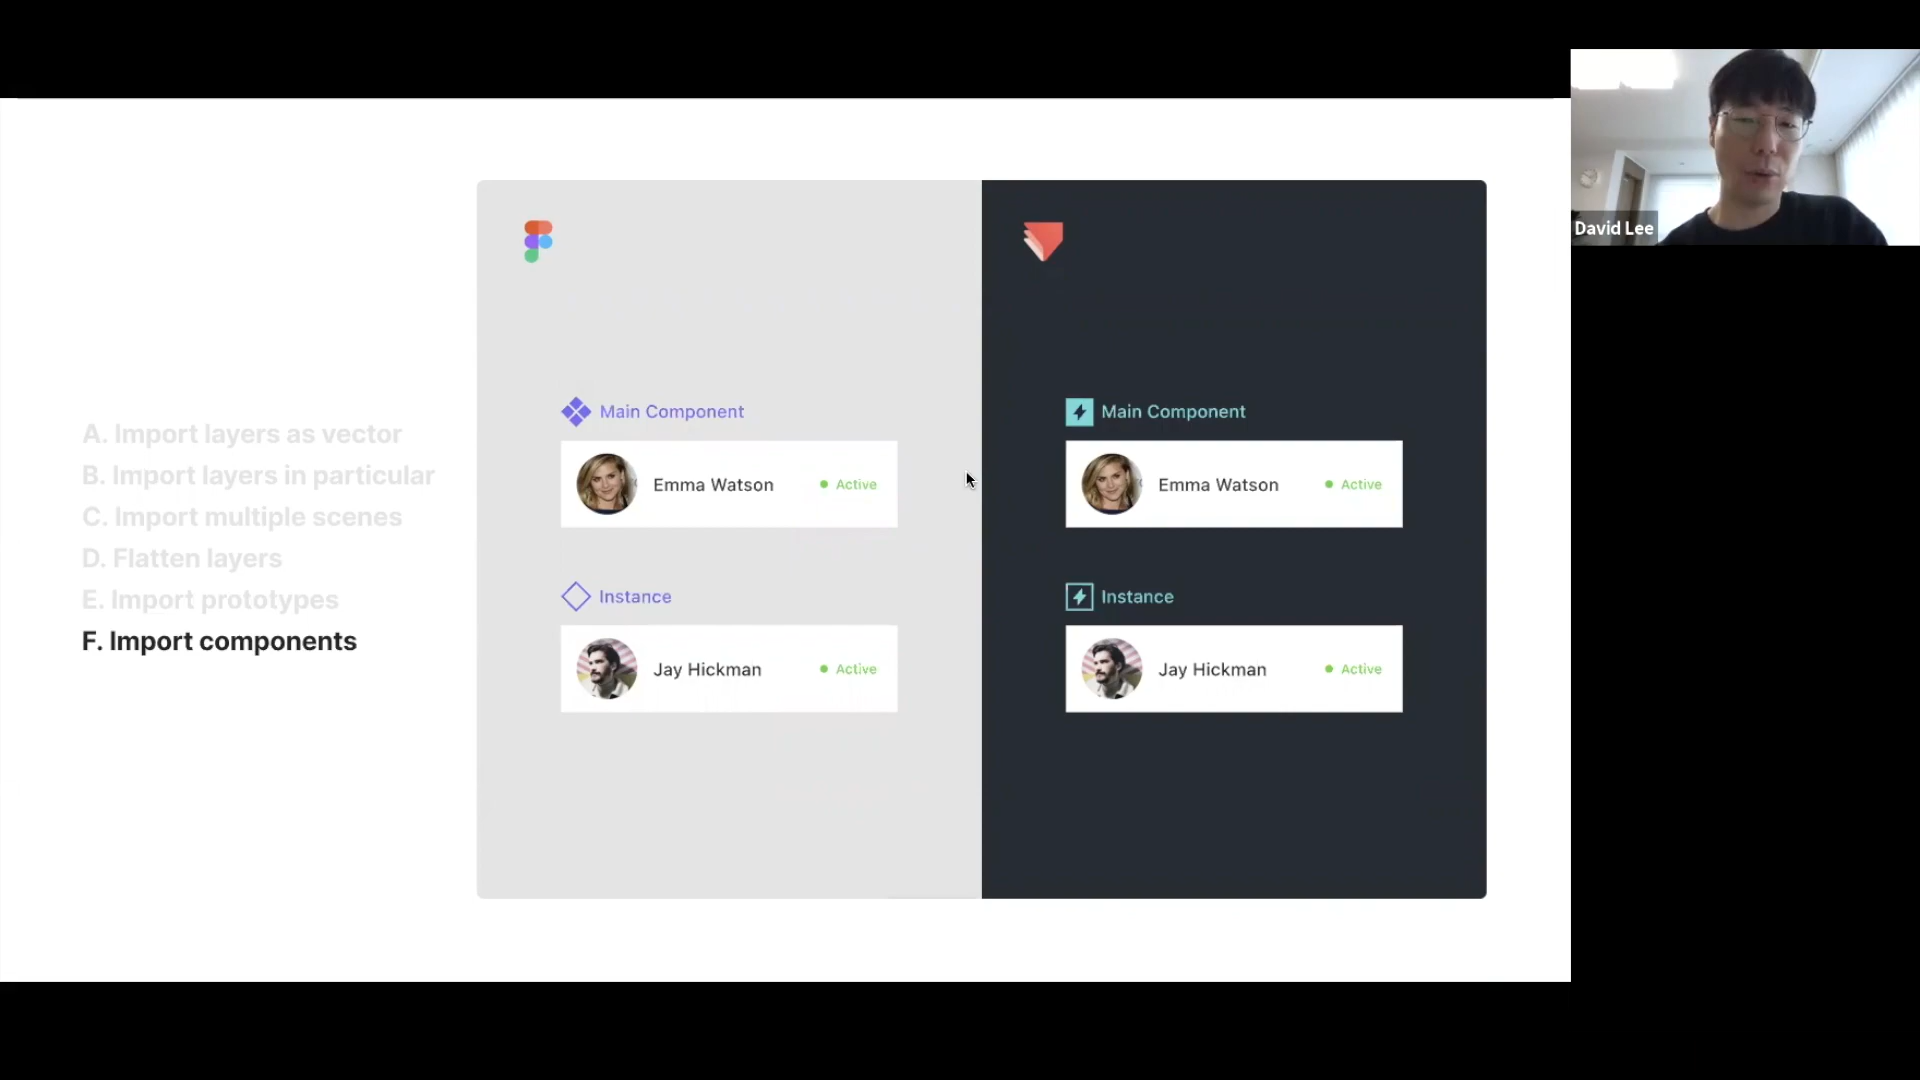 A. Import layers as vector
B. Import layers in particular
C. Import multiple scenes
D. Flatten layers
E. Import prototypes
F. Import components
Main Component
Emma Watson
Active
Instance
Jay Hickman
Active
Main Component
Emma Watson
Active
Instance
Jay Hickman
Active
David Lee